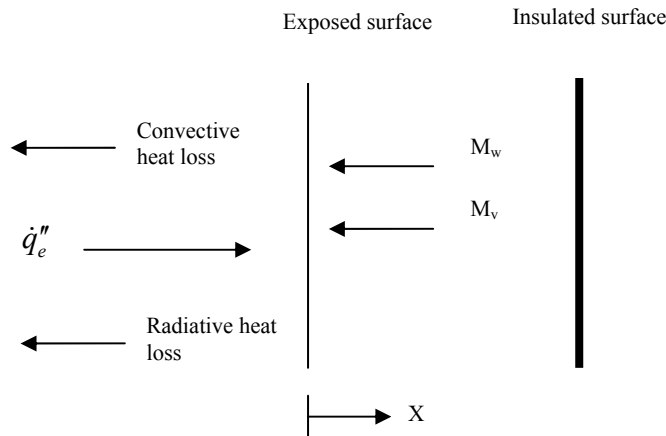 Exposed surface
Insulated surface
Convective
heat loss
M_w
M_v
q̇″_e
Radiative heat
loss
X